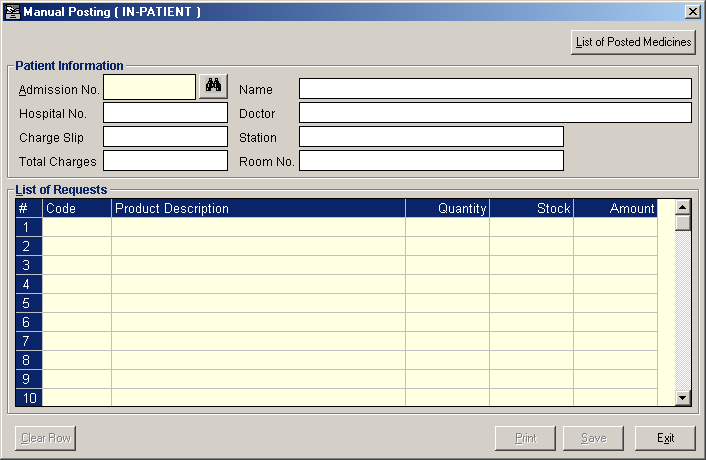 Manual Posting ( IN-PATIENT )
List of Posted Medicines
Patient Information
Admission No. Name
Hospital No. Doctor
Charge Slip Station
Total Charges Room No.
List of Requests
# Code Product Description Quantity Stock Amount
1
2
3
4
5
6
7
8
9
10
Clear Row Print Save Exit